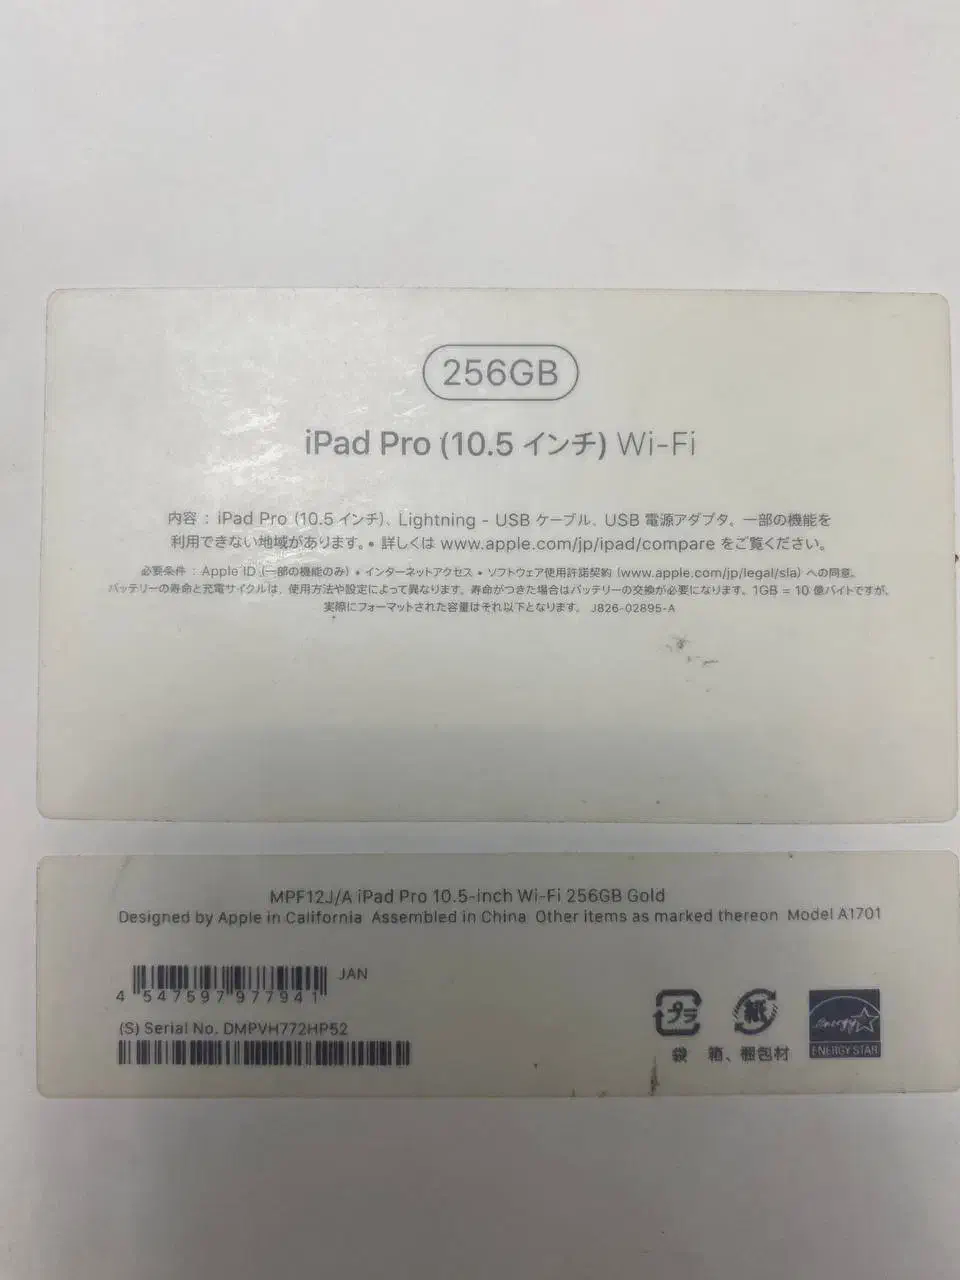 256GB
iPad Pro (10.5 インチ) Wi-Fi
内容 : iPad Pro (10.5 インチ)、Lightning - USB ケーブル、USB 電源アダプタ。一部の機能を
利用できない地域があります。• 詳しくは www.apple.com/jp/ipad/compare をご覧ください。
必要条件 : Apple ID (一部の機能のみ) • インターネットアクセス • ソフトウェア使用許諾契約 (www.apple.com/jp/legal/sla) への同意。
バッテリーの寿命と充電サイクルは、使用方法や設定によって異なります。寿命がつきた場合はバッテリーの交換が必要になります。1GB = 10 億バイトですが、
実際にフォーマットされた容量はそれ以下となります。 J826-02895-A
MPF12J/A iPad Pro 10.5-inch Wi-Fi 256GB Gold
Designed by Apple in California Assembled in China Other items as marked thereon Model A1701
JAN
4 547597 977941
(S) Serial No. DMPVH772HP52
プラ
紙
energy
ENERGY STAR
袋 箱、梱包材